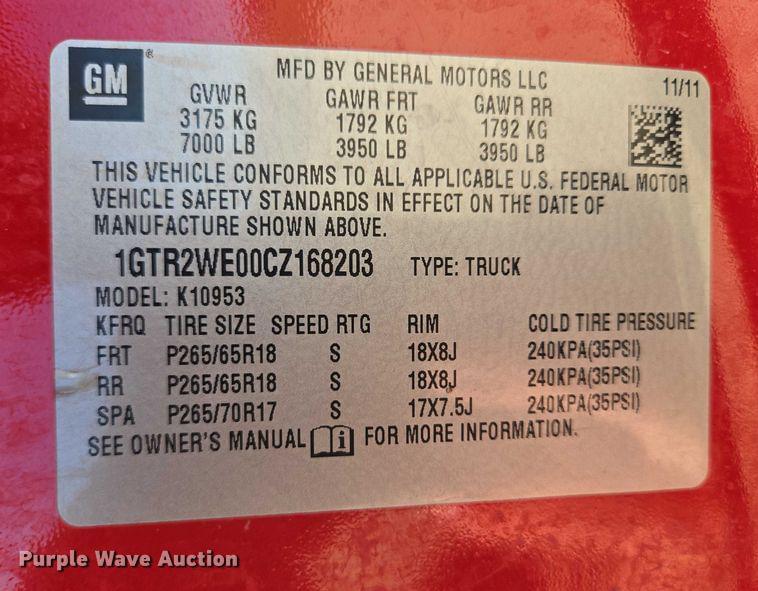 GM®
MFD BY GENERAL MOTORS LLC
11/11
GVWR GAWR FRT GAWR RR
3175 KG 1792 KG 1792 KG
7000 LB 3950 LB 3950 LB
THIS VEHICLE CONFORMS TO ALL APPLICABLE U.S. FEDERAL MOTOR
VEHICLE SAFETY STANDARDS IN EFFECT ON THE DATE OF
MANUFACTURE SHOWN ABOVE.
1GTR2WE00CZ168203 TYPE: TRUCK
MODEL: K10953
KFRQ TIRE SIZE SPEED RTG RIM COLD TIRE PRESSURE
FRT P265/65R18 S 18X8J 240KPA(35PSI)
RR P265/65R18 S 18X8J 240KPA(35PSI)
SPA P265/70R17 S 17X7.5J 240KPA(35PSI)
SEE OWNER'S MANUAL i FOR MORE INFORMATION.
Purple Wave Auction